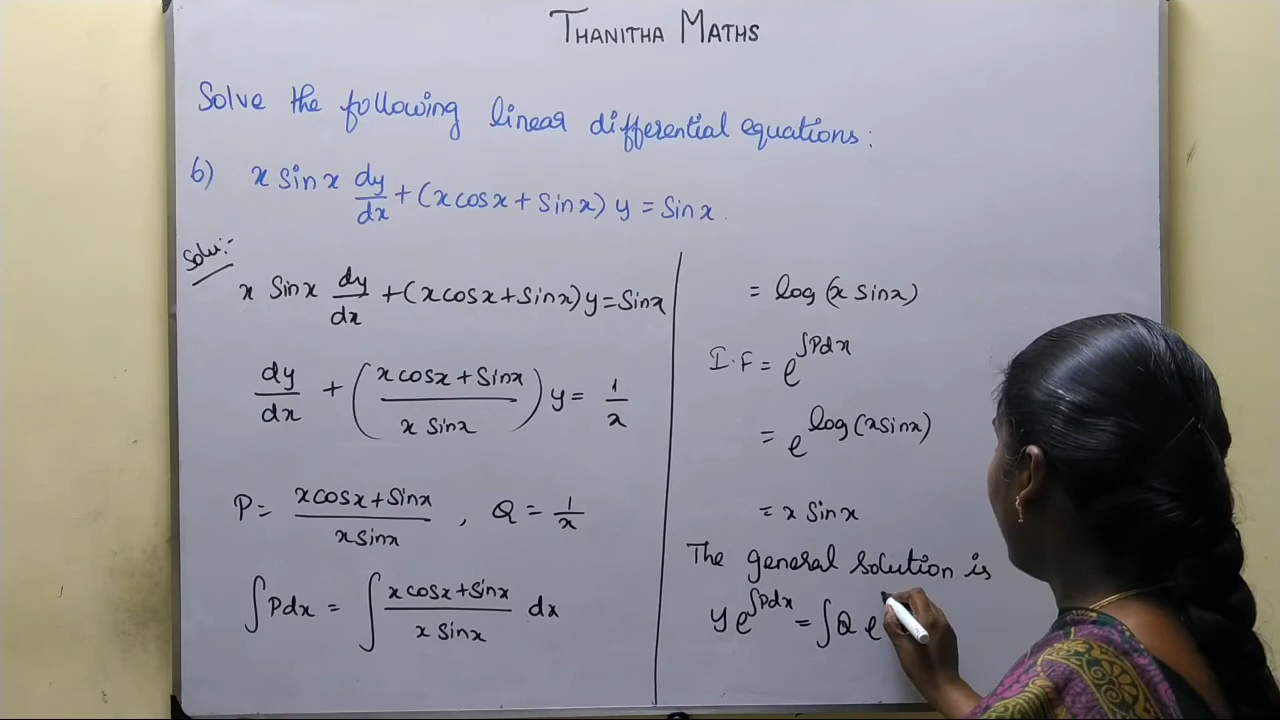 THANITHA MATHS
Solve the following linear differential equations:
6) x sin x dy/dx + (x cos x + sin x) y = sin x.
Solu:-
x sin x dy/dx + (x cos x + sin x) y = sin x
dy/dx + ((x cos x + sin x)/(x sin x)) y = 1/x
P = (x cos x + sin x)/(x sin x) , Q = 1/x
∫Pdx = ∫ (x cos x + sin x)/(x sin x) dx
= log (x sin x)
I.F = e^∫Pdx
= e^log(x sin x)
= x sin x
The general solution is
y e^∫Pdx = ∫Q e